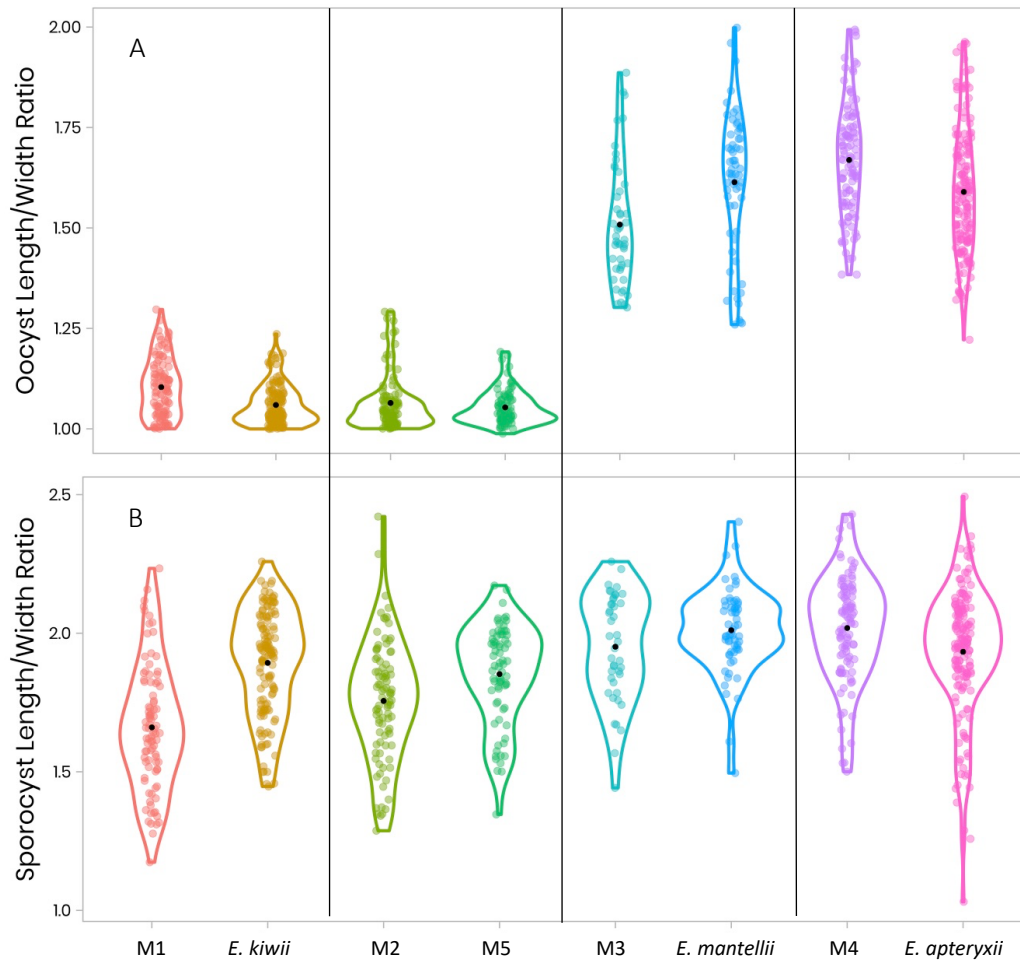 A
Oocyst Length/Width Ratio
2.00
1.75
1.50
1.25
1.00
B
Sporocyst Length/Width Ratio
2.5
2.0
1.5
1.0
M1 E. kiwii M2 M5 M3 E. mantellii M4 E. apteryxii